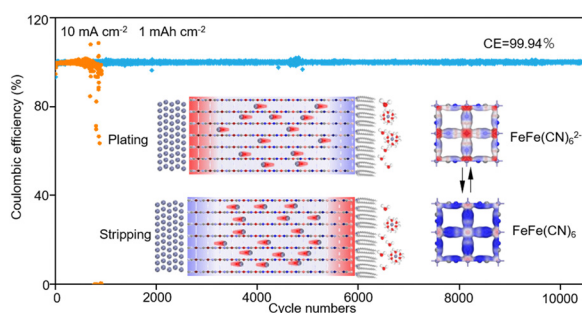 10 mA cm⁻² 1 mAh cm⁻²
CE=99.94%
Coulombic efficiency (%)
120
80
40
0
Plating
FeFe(CN)₆²⁻
Stripping
FeFe(CN)₆
0 2000 4000 6000 8000 10000
Cycle numbers